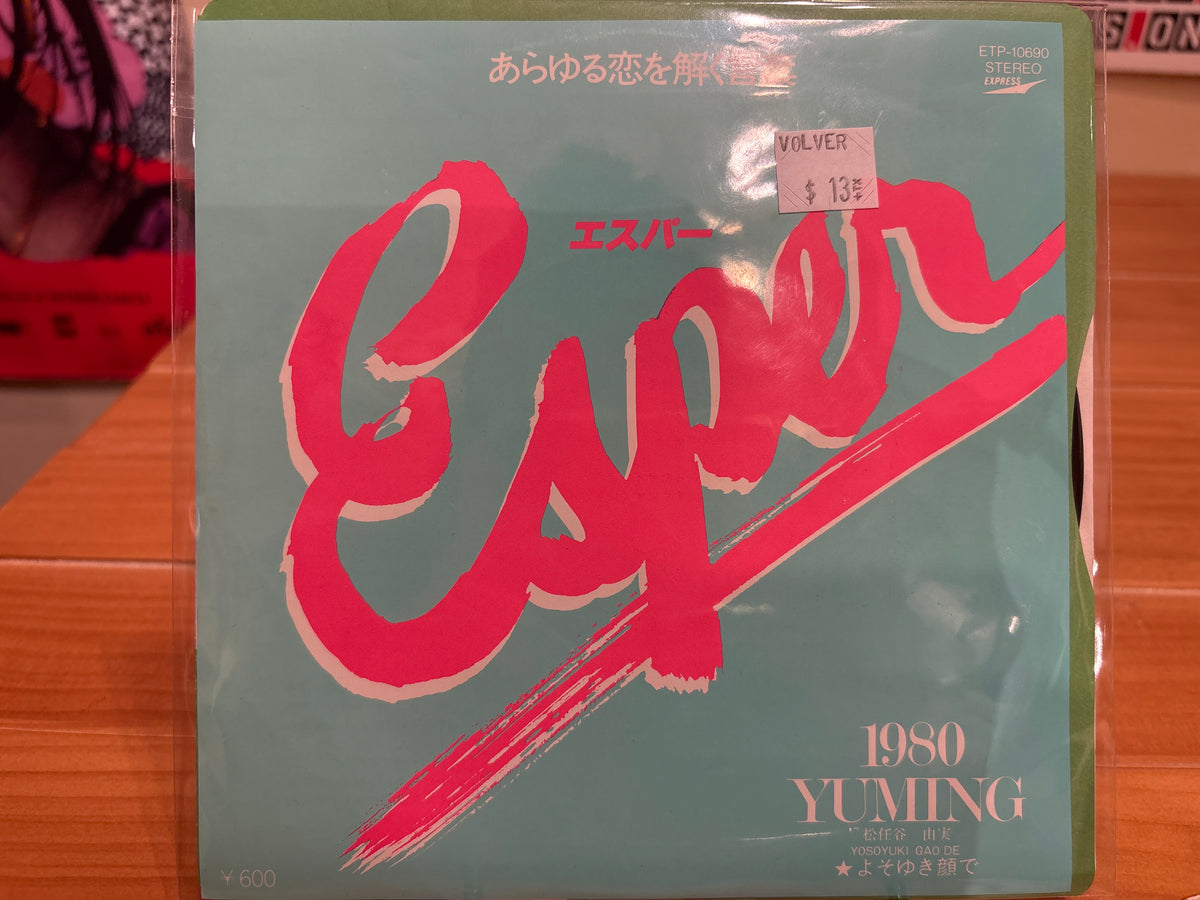 SION
あらゆる恋を解く
ETP-10690
STEREO
EXPRESS
VOLVER
$ 13
エスパー
Esper
1980
YUMING
松任谷 由実
YOSOYUKI GAO DE
★よそゆき顔で
¥600